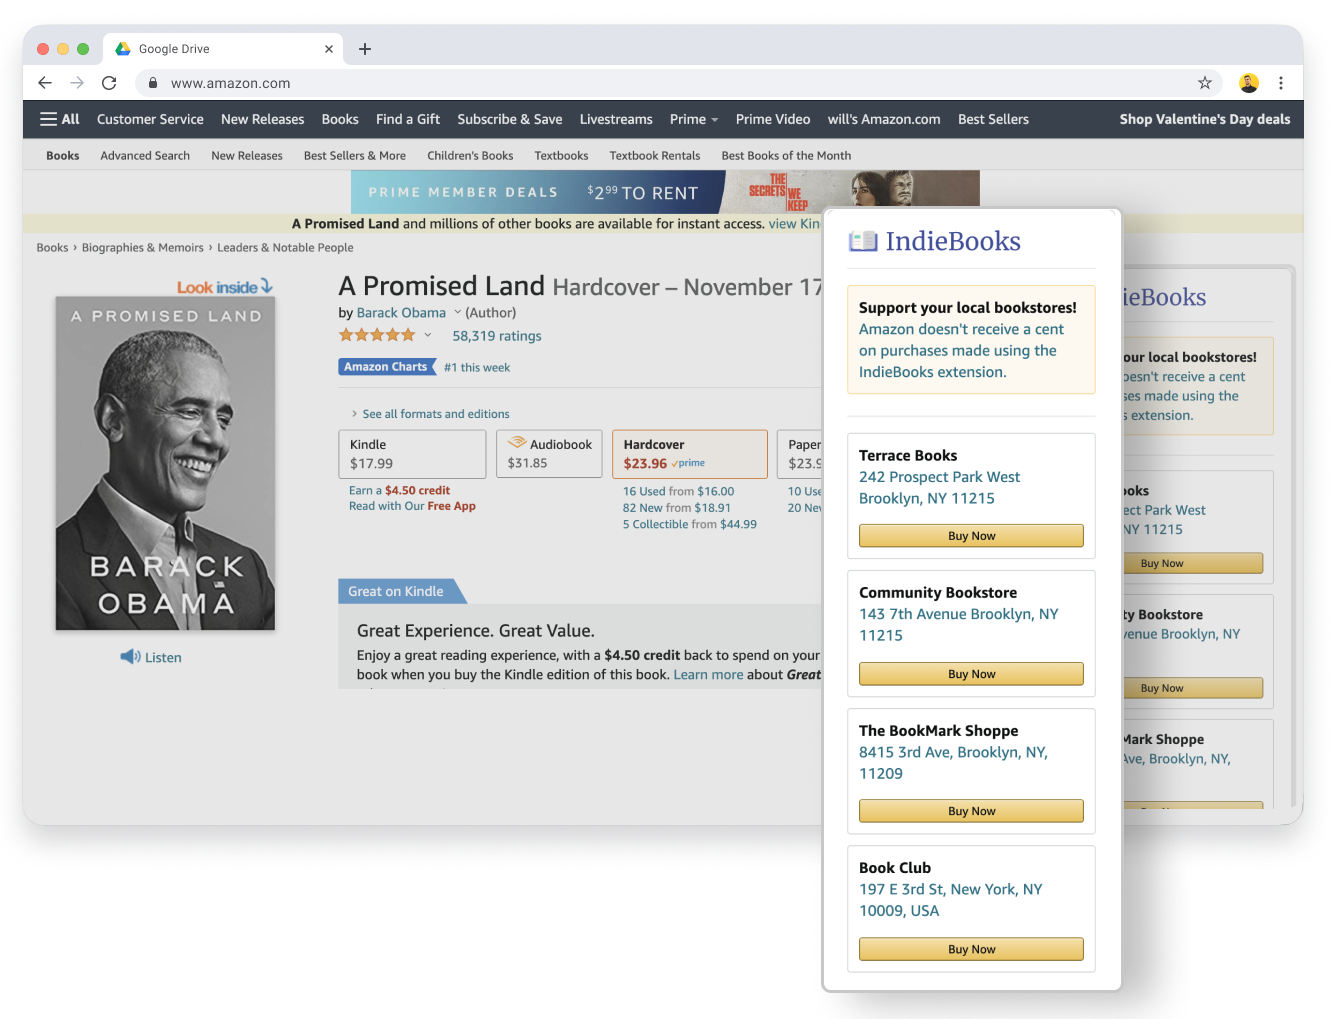 Google Drive
www.amazon.com
All Customer Service New Releases Books Find a Gift Subscribe & Save Livestreams Prime Prime Video will's Amazon.com Best Sellers Shop Valentine's Day deals
Books Advanced Search New Releases Best Sellers & More Children's Books Textbooks Textbook Rentals Best Books of the Month
PRIME MEMBER DEALS $2.99 TO RENT
THE SECRETS WE KEEP
A Promised Land and millions of other books are available for instant access. view Kin
Books › Biographies & Memoirs › Leaders & Notable People
Look inside
A PROMISED LAND
BARACK
OBAMA
Listen
A Promised Land Hardcover – November 17
by Barack Obama (Author)
58,319 ratings
Amazon Charts #1 this week
› See all formats and editions
Kindle
$17.99
Earn a $4.50 credit
Read with Our Free App
Audiobook
$31.85
Hardcover
$23.96 prime
16 Used from $16.00
82 New from $18.91
5 Collectible from $44.99
Paper
$23.9
10 Use
20 New
Great on Kindle
Great Experience. Great Value.
Enjoy a great reading experience, with a $4.50 credit back to spend on your
book when you buy the Kindle edition of this book. Learn more about Great
IndieBooks
Support your local bookstores!
Amazon doesn't receive a cent
on purchases made using the
IndieBooks extension.
Terrace Books
242 Prospect Park West
Brooklyn, NY 11215
Buy Now
Community Bookstore
143 7th Avenue Brooklyn, NY
11215
Buy Now
The BookMark Shoppe
8415 3rd Ave, Brooklyn, NY,
11209
Buy Now
Book Club
197 E 3rd St, New York, NY
10009, USA
Buy Now
ieBooks
our local bookstores!
oesn't receive a cent
ses made using the
s extension.
ooks
ect Park West
NY 11215
Buy Now
ty Bookstore
venue Brooklyn, NY
Buy Now
Mark Shoppe
Ave, Brooklyn, NY,